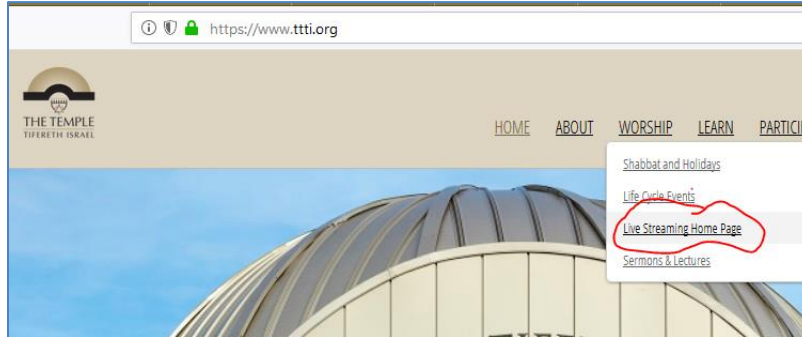 https://www.ttti.org
THE TEMPLE
TIFERETH ISRAEL
HOME ABOUT WORSHIP LEARN
Shabbat and Holidays
Life Cycle Events
Live Streaming Home Page
Sermons & Lectures